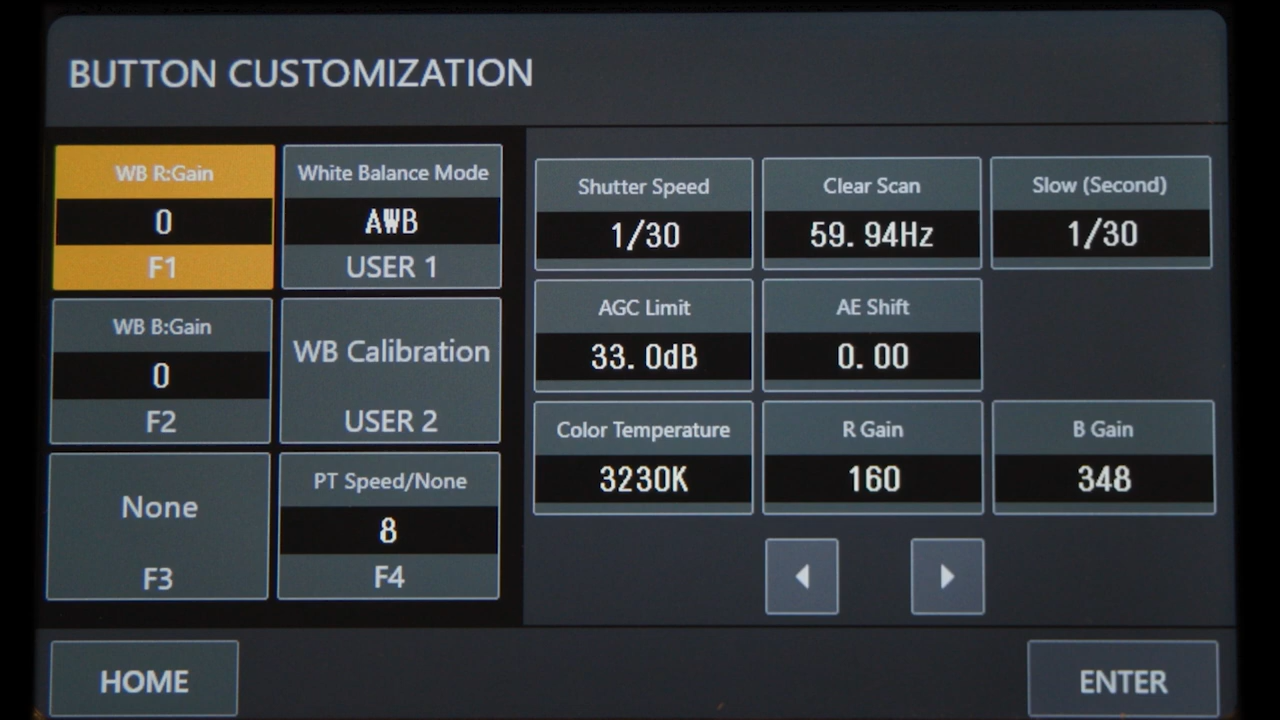 BUTTON CUSTOMIZATION
WB R:Gain
0
F1
White Balance Mode
AWB
USER 1
WB B:Gain
0
F2
WB Calibration
USER 2
None
F3
PT Speed/None
8
F4
Shutter Speed
1/30
Clear Scan
59.94Hz
Slow (Second)
1/30
AGC Limit
33.0dB
AE Shift
0.00
Color Temperature
3230K
R Gain
160
B Gain
348
HOME
ENTER